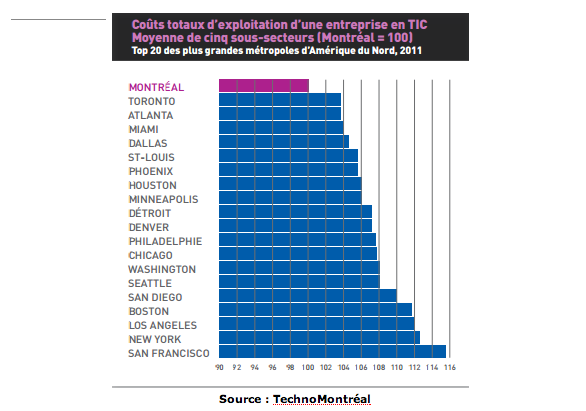 Coûts totaux d'exploitation d'une entreprise en TIC
Moyenne de cinq sous-secteurs (Montréal = 100)
Top 20 des plus grandes métropoles d'Amérique du Nord, 2011
MONTRÉAL
TORONTO
ATLANTA
MIAMI
DALLAS
ST-LOUIS
PHOENIX
HOUSTON
MINNEAPOLIS
DÉTROIT
DENVER
PHILADELPHIE
CHICAGO
WASHINGTON
SEATTLE
SAN DIEGO
BOSTON
LOS ANGELES
NEW YORK
SAN FRANCISCO
90 92 94 96 98 100 102 104 106 108 110 112 114 116
Source : TechnoMontréal